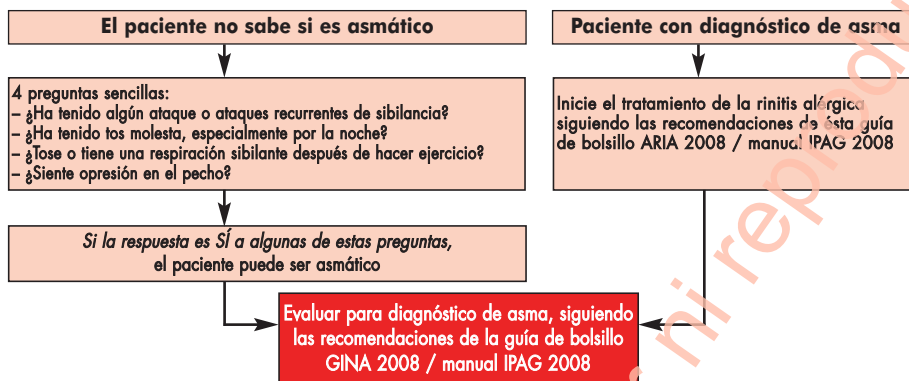 El paciente no sabe si es asmático
Paciente con diagnóstico de asma
4 preguntas sencillas:
– ¿Ha tenido algún ataque o ataques recurrentes de sibilancia?
– ¿Ha tenido tos molesta, especialmente por la noche?
– ¿Tose o tiene una respiración sibilante después de hacer ejercicio?
– ¿Siente opresión en el pecho?
Inicie el tratamiento de la rinitis alérgica
siguiendo las recomendaciones de ésta guía
de bolsillo ARIA 2008 / manual IPAG 2008
Si la respuesta es SÍ a algunas de estas preguntas,
el paciente puede ser asmático
Evaluar para diagnóstico de asma, siguiendo
las recomendaciones de la guía de bolsillo
GINA 2008 / manual IPAG 2008
ni